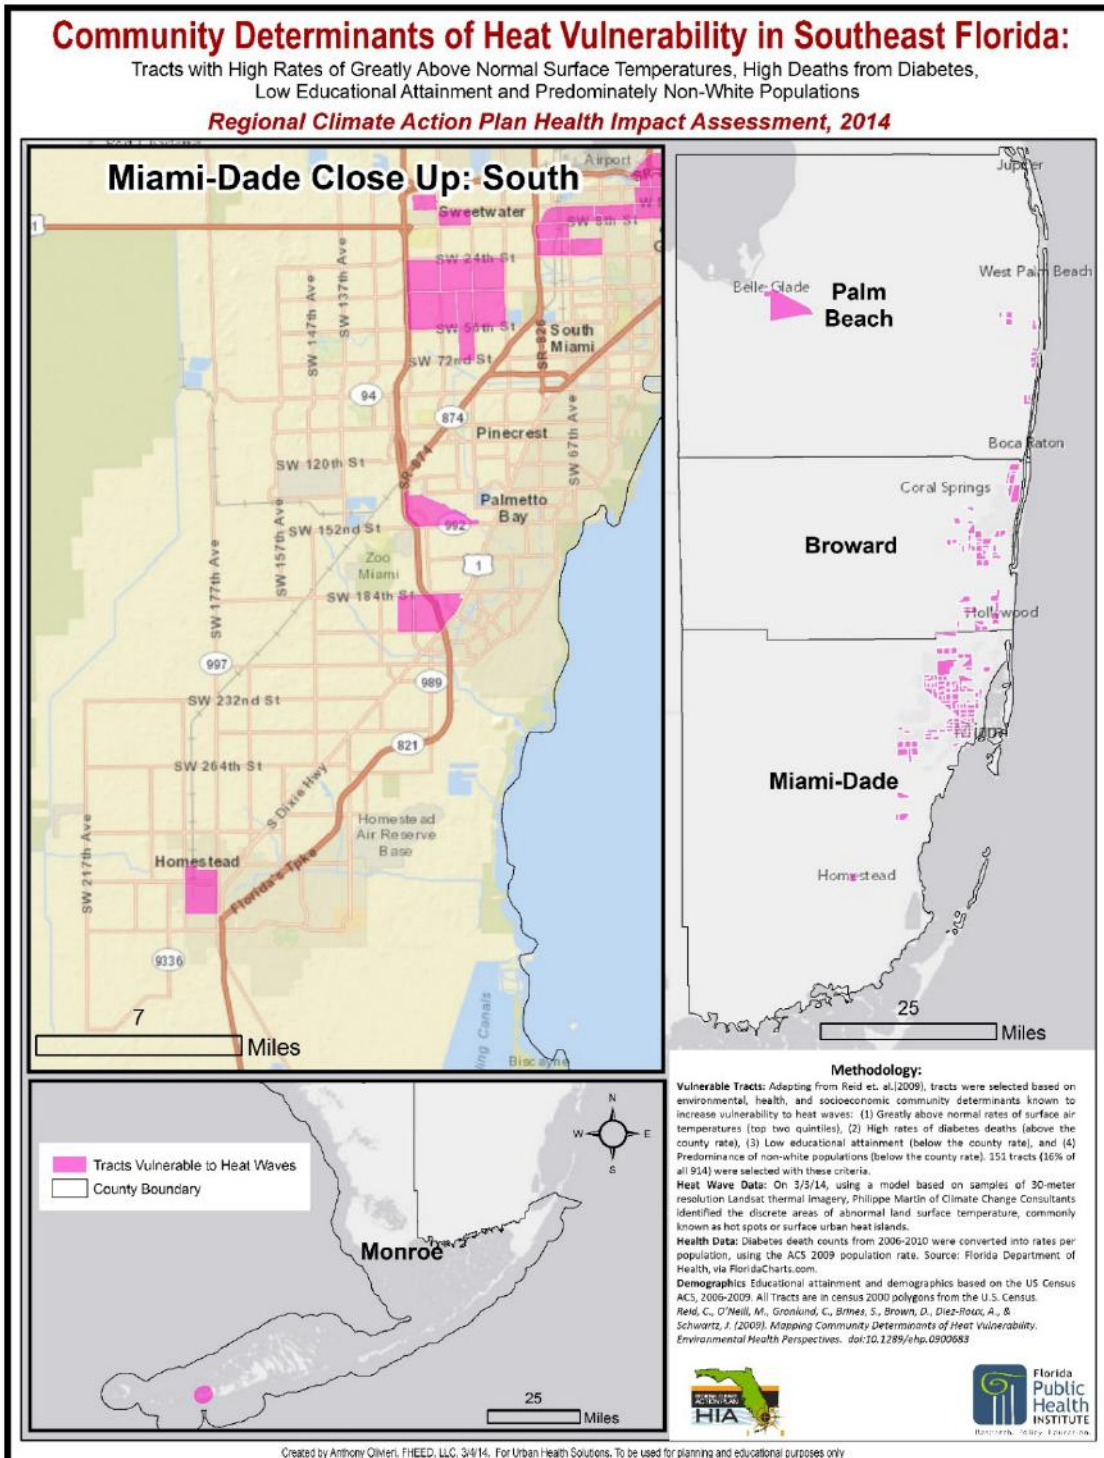 Community Determinants of Heat Vulnerability in Southeast Florida:
Tracts with High Rates of Greatly Above Normal Surface Temperatures, High Deaths from Diabetes,
Low Educational Attainment and Predominately Non-White Populations
Regional Climate Action Plan Health Impact Assessment, 2014
Miami-Dade Close Up: South
Airport
Sweetwater
SW 8th St
1
SW 24th St
SW 147th Ave
SW 137th Ave
SW 56th St
South
Miami
SR-826
SW 72nd St
94
874
Pinecrest
SW 67th Ave
SR-874
SW 120th St
Palmetto
Bay
992
SW 152nd St
SW 157th Ave
SW 177th Ave
Zoo
Miami
1
SW 184th St
997
989
SW 232nd St
821
SW 264th St
S Dixie Hwy
Homestead
Air Reserve
Base
SW 217th Ave
Homestead
Florida's Tpke
9336
7
Miles
Canals
Biscayne
Jupiter
West Palm Beach
Belle Glade
Palm
Beach
Boca Raton
Coral Springs
Broward
Hollywood
Miami
Miami-Dade
Homestead
25
Miles
N
W E
S
Tracts Vulnerable to Heat Waves
County Boundary
Monroe
25
Miles
Methodology:
Vulnerable Tracts: Adapting from Reid et. al.(2009), tracts were selected based on
environmental, health, and socioeconomic community determinants known to
increase vulnerability to heat waves: (1) Greatly above normal rates of surface air
temperatures (top two quintiles), (2) High rates of diabetes deaths (above the
county rate), (3) Low educational attainment (below the county rate), and (4)
Predominance of non-white populations (below the county rate). 151 tracts (16% of
all 914) were selected with these criteria.
Heat Wave Data: On 3/3/14, using a model based on samples of 30-meter
resolution Landsat thermal imagery, Philippe Martin of Climate Change Consultants
identified the discrete areas of abnormal land surface temperature, commonly
known as hot spots or surface urban heat islands.
Health Data: Diabetes death counts from 2006-2010 were converted into rates per
population, using the ACS 2009 population rate. Source: Florida Department of
Health, via FloridaCharts.com.
Demographics Educational attainment and demographics based on the US Census
ACS, 2006-2009. All Tracts are in census 2000 polygons from the U.S. Census.
Reid, C., O'Neill, M., Gronlund, C., Brines, S., Brown, D., Diez-Roux, A., &
Schwartz, J. (2009). Mapping Community Determinants of Heat Vulnerability.
Environmental Health Perspectives. doi:10.1289/ehp.0900683
ACTION PLAN
HIA
Florida
Public
Health
INSTITUTE
Research. Policy. Education.
Created by Anthony Olivieri, FHEED, LLC, 3/4/14. For Urban Health Solutions. To be used for planning and educational purposes only